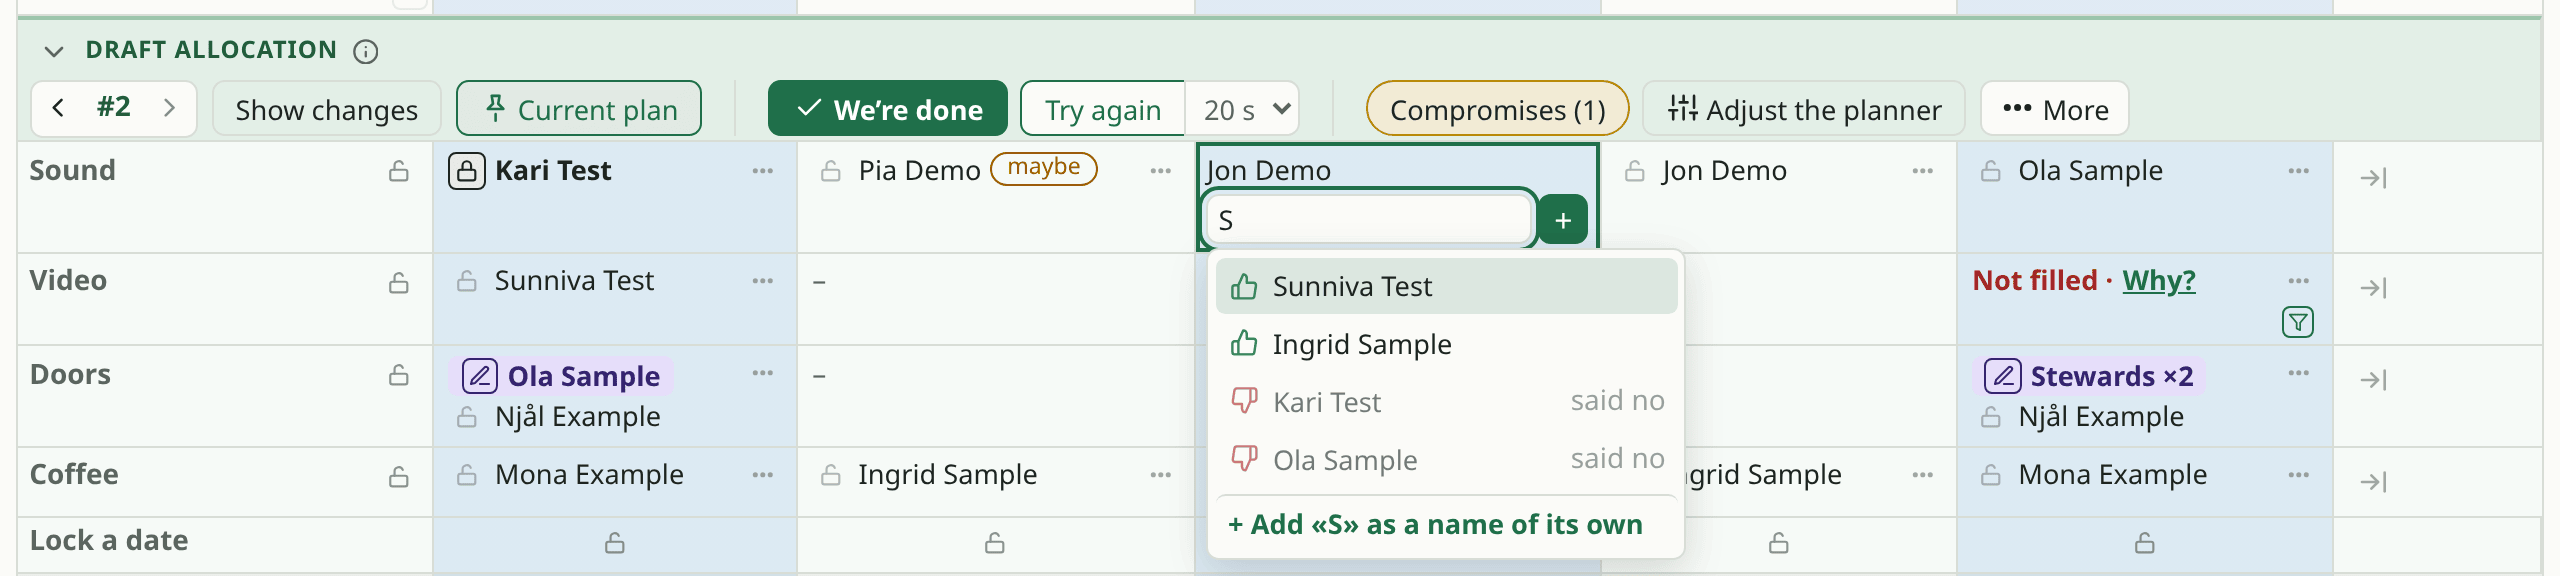 DRAFT ALLOCATION
#2 Show changes Current plan We're done Try again 20 s Compromises (1) Adjust the planner More
Sound Kari Test Pia Demo maybe Jon Demo Jon Demo Ola Sample
S +
Video Sunniva Test – Not filled · Why?
Sunniva Test
Ingrid Sample
Doors Ola Sample – Stewards ×2
Njål Example Njål Example
Kari Test said no
Ola Sample said no
Coffee Mona Example Ingrid Sample grid Sample Mona Example
+ Add «S» as a name of its own
Lock a date